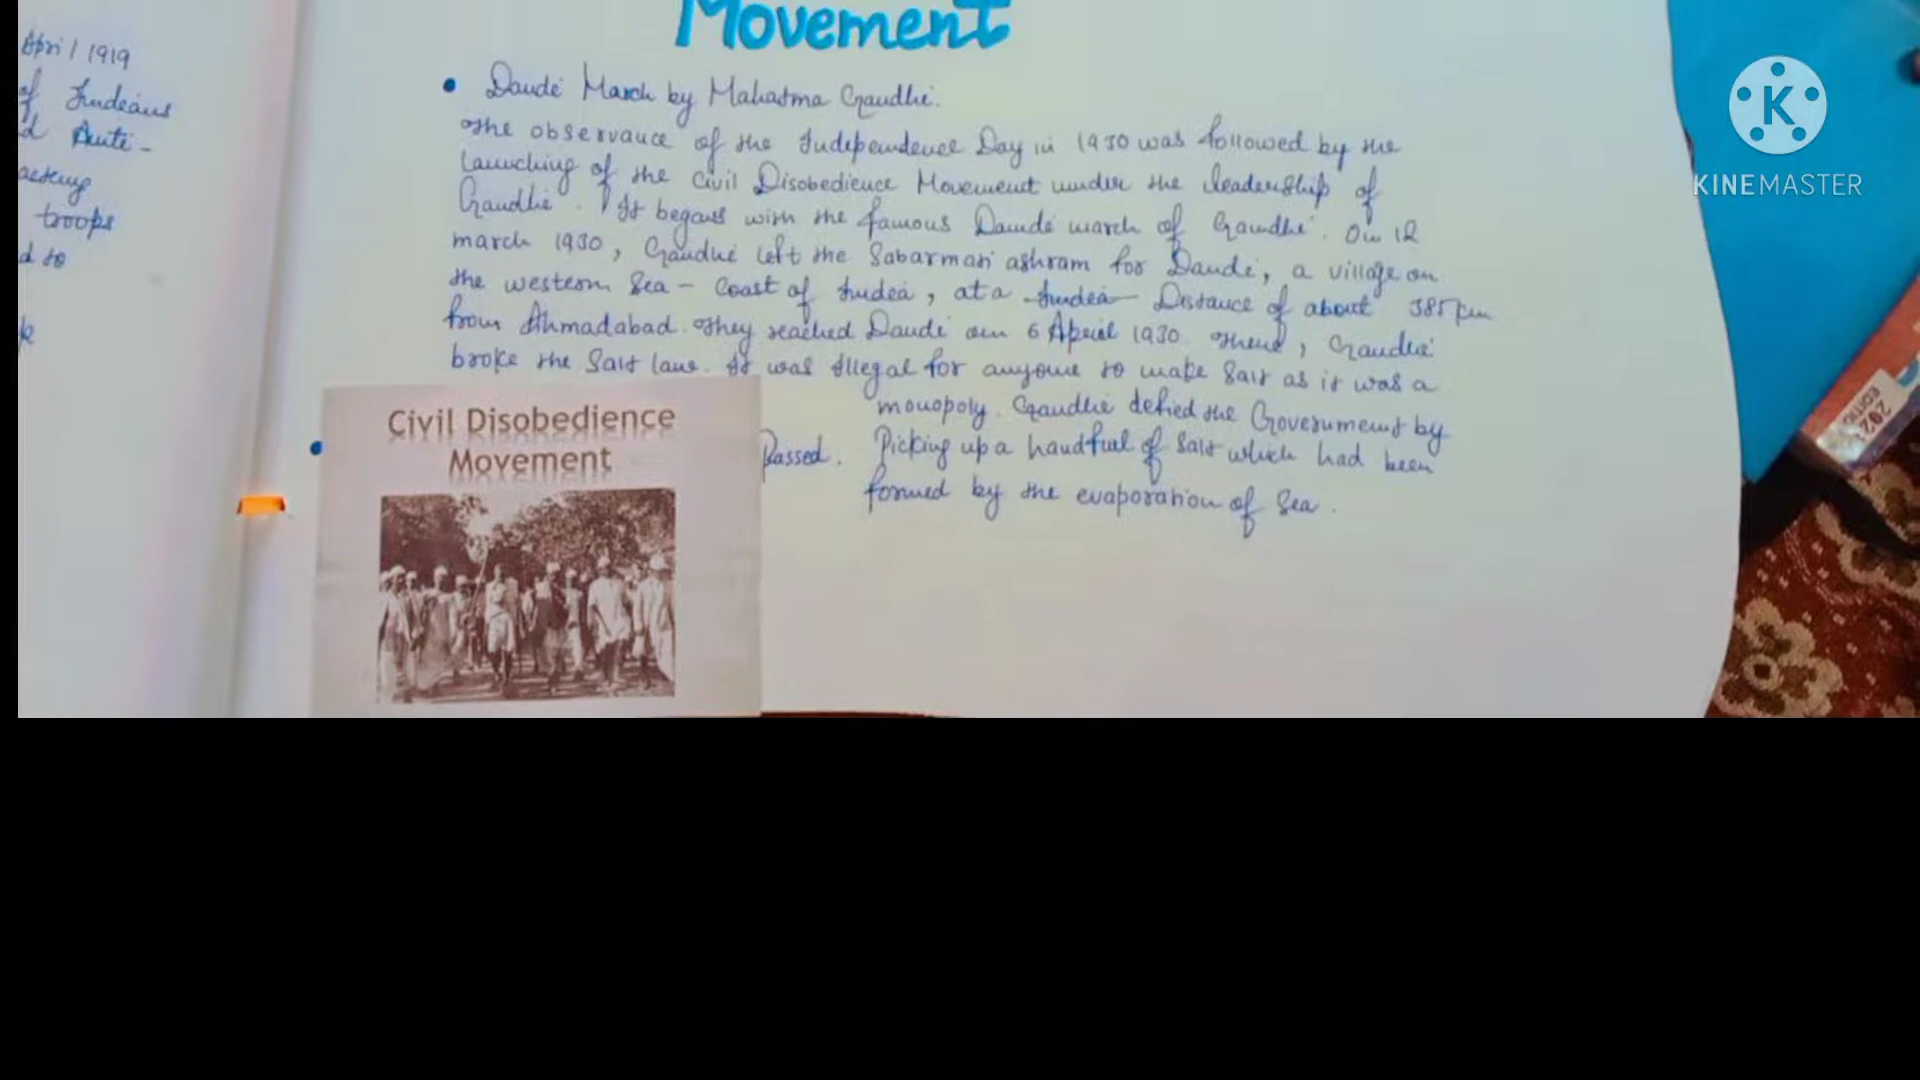 Movement
April 1919
of Indians
d Anti-
troops
d to
• Dandi March by Mahatma Gandhi.
The observance of the Independence Day in 1930 was followed by the
Launching of the Civil Disobedience Movement under the leadership of
Gandhi. It began with the famous Dandi march of Gandhi. On 12
march 1930, Gandhi left the Sabarmati ashram for Dandi, a village on
the western Sea - Coast of India, at a India Distance of about 385 km
from Ahmadabad. They reached Dandi on 6 April 1930. There, Gandhi
broke the Salt law. It was illegal for anyone to make Salt as it was a
monopoly. Gandhi defied the Government by
Passed. Picking up a handful of salt which had been
formed by the evaporation of Sea.
Civil Disobedience
Movement
KINEMASTER